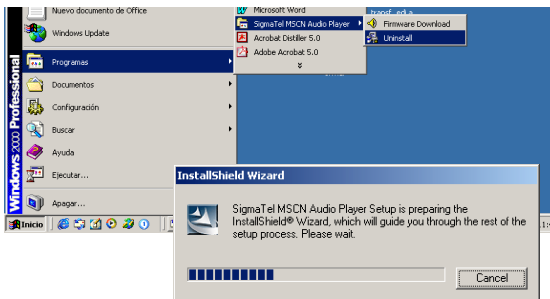 Nuevo documento de Office
Windows Update
Programas
Documentos
Configuración
Buscar
Ayuda
Ejecutar...
Apagar...
Windows 2000 Professional
Inicio
Microsoft Word
SigmaTel MSCN Audio Player
Acrobat Distiller 5.0
Adobe Acrobat 5.0
Firmware Download
Uninstall
InstallShield Wizard
SigmaTel MSCN Audio Player Setup is preparing the
InstallShield® Wizard, which will guide you through the rest of the
setup process. Please wait.
Cancel